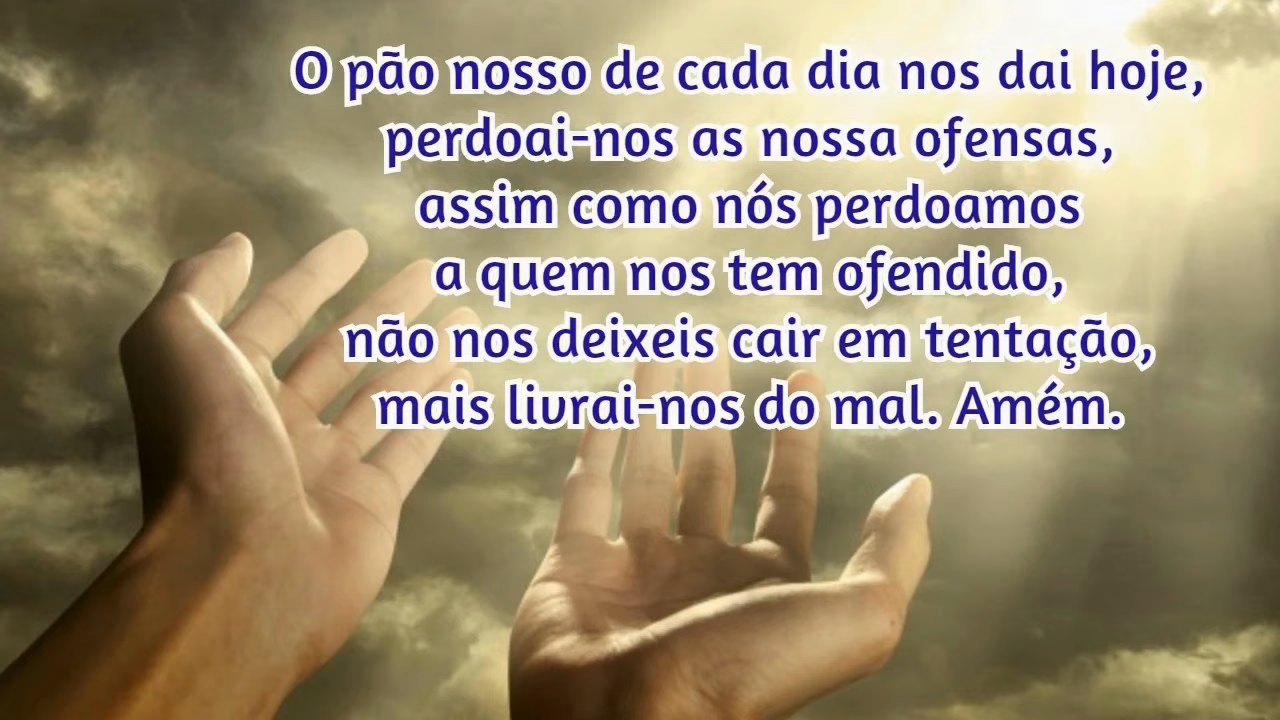 O pão nosso de cada dia nos dai hoje,
perdoai-nos as nossa ofensas,
assim como nós perdoamos
a quem nos tem ofendido,
não nos deixeis cair em tentação,
mais livrai-nos do mal. Amém.